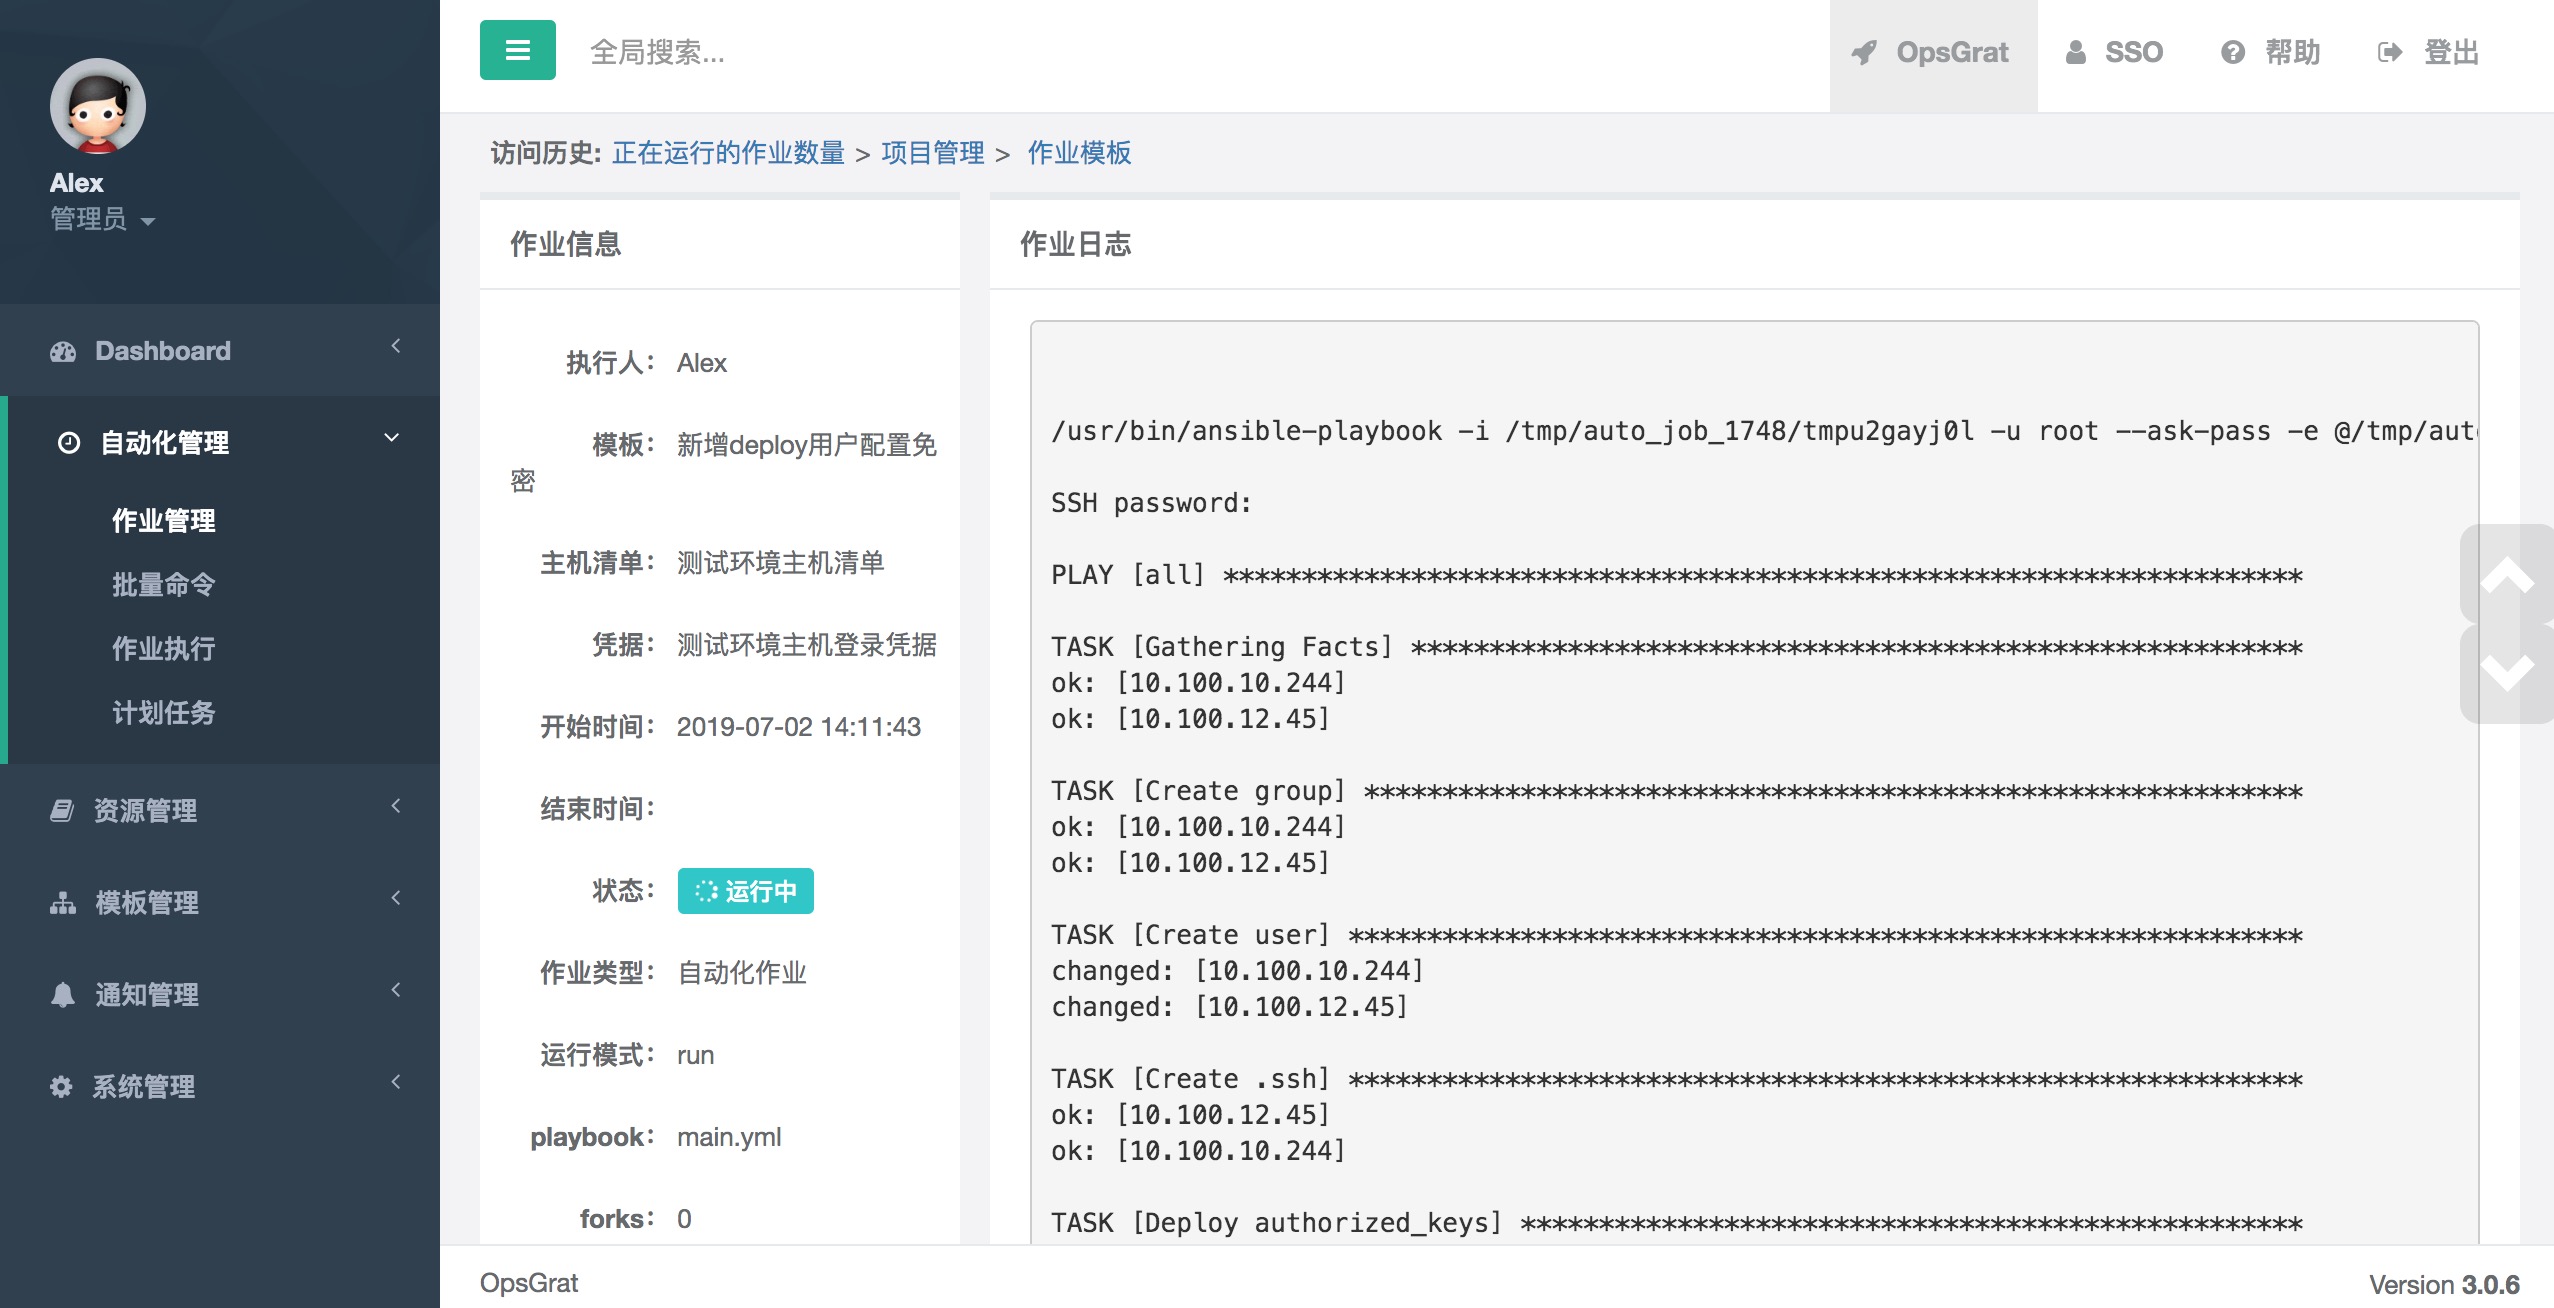 全局搜索...
OpsGrat
SSO
帮助
登出
Alex
管理员
Dashboard
自动化管理
作业管理
批量命令
作业执行
计划任务
资源管理
模板管理
通知管理
系统管理
访问历史: 正在运行的作业数量 > 项目管理 > 作业模板
作业信息
执行人： Alex
模板： 新增deploy用户配置免
密
主机清单： 测试环境主机清单
凭据： 测试环境主机登录凭据
开始时间： 2019-07-02 14:11:43
结束时间：
状态： 运行中
作业类型： 自动化作业
运行模式： run
playbook： main.yml
forks： 0
作业日志
/usr/bin/ansible-playbook -i /tmp/auto_job_1748/tmpu2gayj0l -u root --ask-pass -e @/tmp/aut
SSH password:
PLAY [all] *********************************************************************
TASK [Gathering Facts] *********************************************************
ok: [10.100.10.244]
ok: [10.100.12.45]
TASK [Create group] ************************************************************
ok: [10.100.10.244]
ok: [10.100.12.45]
TASK [Create user] *************************************************************
changed: [10.100.10.244]
changed: [10.100.12.45]
TASK [Create .ssh] *************************************************************
ok: [10.100.12.45]
ok: [10.100.10.244]
TASK [Deploy authorized_keys] **************************************************
OpsGrat
Version 3.0.6